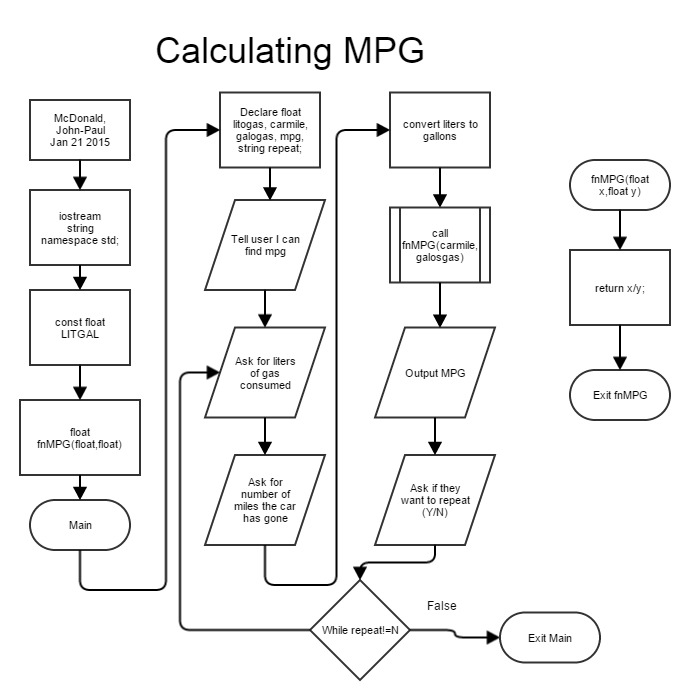 Calculating MPG
McDonald,
John-Paul
Jan 21 2015
iostream
string
namespace std;
const float
LITGAL
float
fnMPG(float,float)
Main
Declare float
litogas, carmile,
galogas, mpg,
string repeat;
Tell user I can
find mpg
Ask for liters
of gas
consumed
Ask for
number of
miles the car
has gone
convert liters to
gallons
call
fnMPG(carmile,
galosgas)
Output MPG
Ask if they
want to repeat
(Y/N)
While repeat!=N
False
Exit Main
fnMPG(float
x,float y)
return x/y;
Exit fnMPG